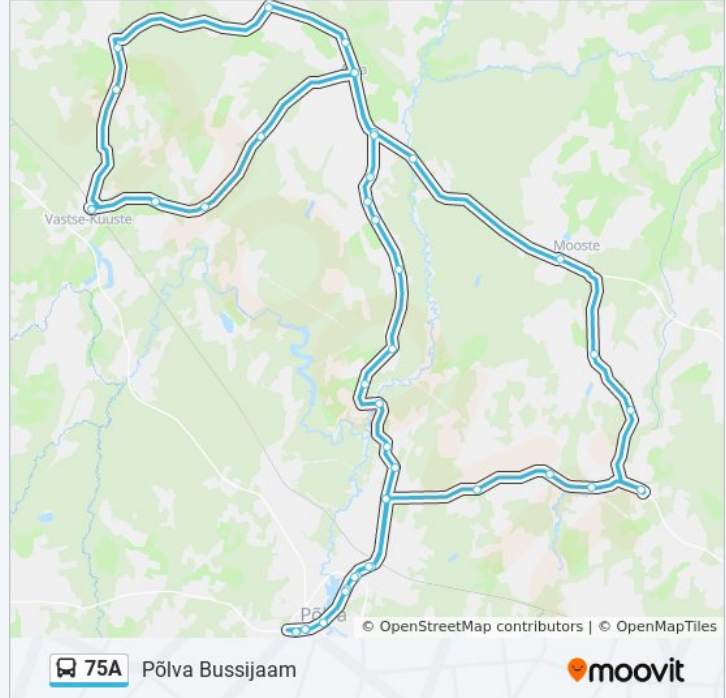 Vastse-Kuuste
Mooste
Põlva
© OpenStreetMap contributors | © OpenMapTiles
75A
Põlva Bussijaam
moovit